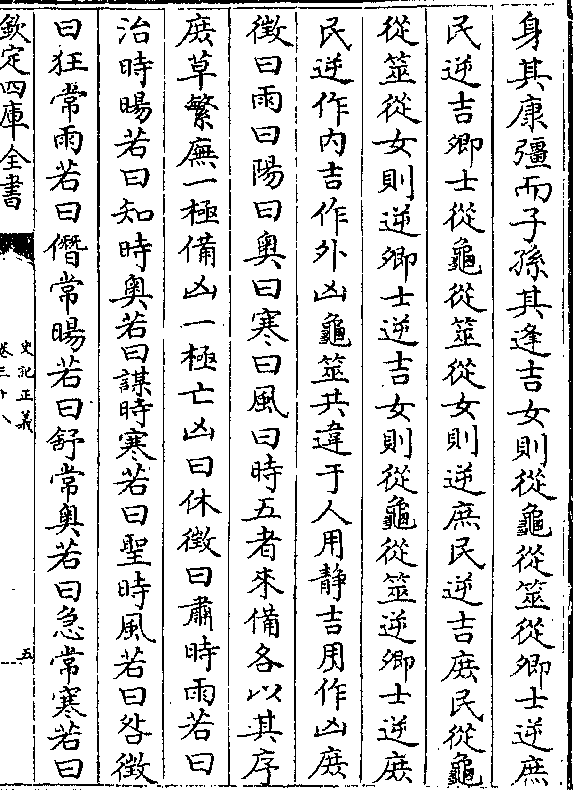 身其康彊而子孫其逢吉女則從龜從筮從卿士逆庶
民逆吉卿士從龜從筮從女則逆庶民逆吉庶民從龜
從筮從女則逆卿士逆吉女則從龜從筮逆卿士逆庶
民逆作内吉作外凶龜筮共違于人用静吉用作凶庶
徵曰雨曰陽曰奥曰寒曰風曰時五者來備各以其序
庶草繁廡一極備凶一極亡凶曰休徵曰肅時雨若曰
治時暘若曰知時奥若曰謀時寒若曰聖時風若曰咎徵
曰狂常雨若曰僭常暘若曰舒常奥若曰急常寒若曰
欽定四庫全書
史記正義
卷三十八
五